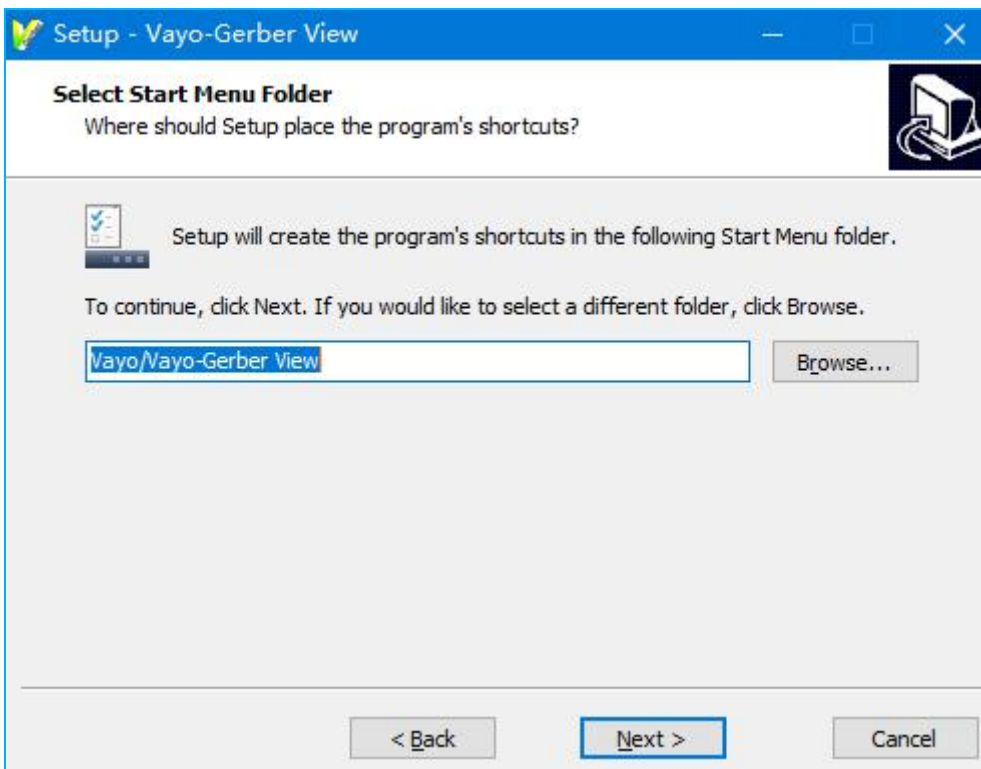 Setup - Vayo-Gerber View
Select Start Menu Folder
Where should Setup place the program's shortcuts?
Setup will create the program's shortcuts in the following Start Menu folder.
To continue, click Next. If you would like to select a different folder, click Browse.
Vayo/Vayo-Gerber View
Browse...
< Back
Next >
Cancel